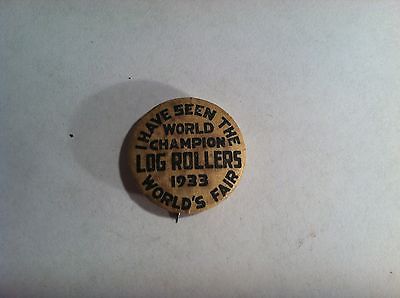 I HAVE SEEN THE
WORLD
CHAMPION
LOG ROLLERS
1933
WORLD'S FAIR